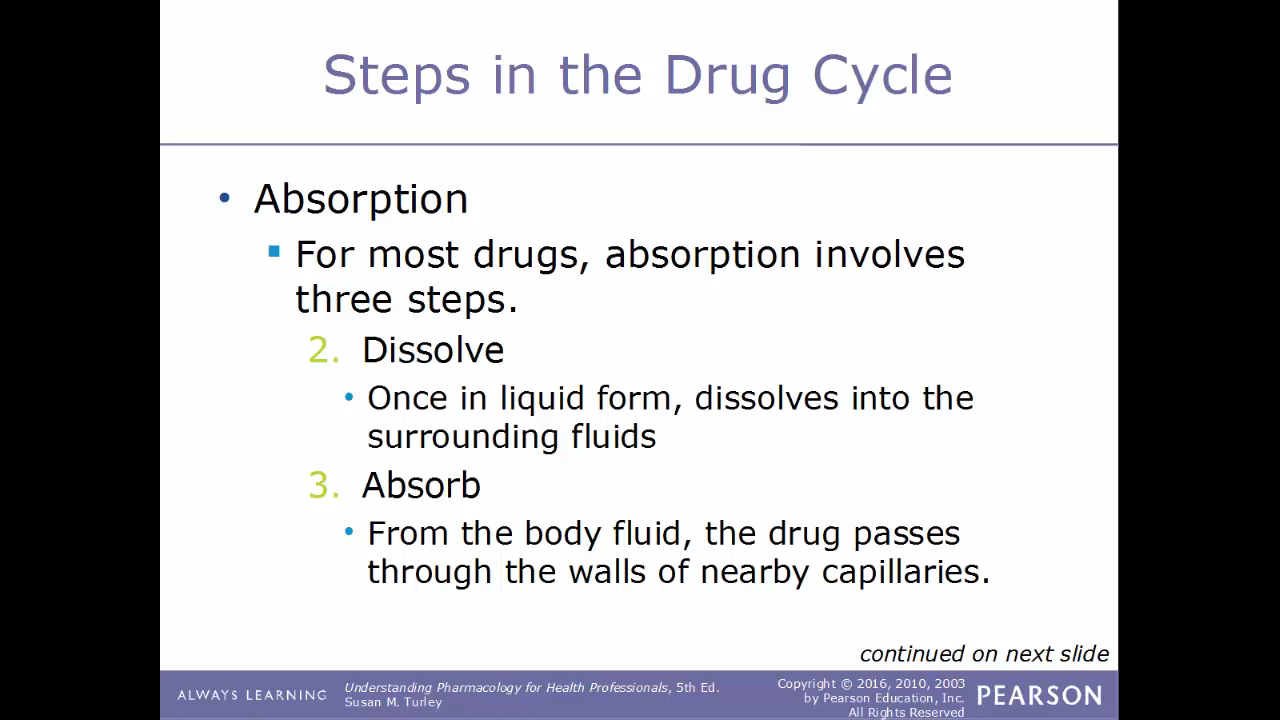 Steps in the Drug Cycle
• Absorption
▪ For most drugs, absorption involves
three steps.
2. Dissolve
• Once in liquid form, dissolves into the
surrounding fluids
3. Absorb
• From the body fluid, the drug passes
through the walls of nearby capillaries.
continued on next slide
ALWAYS LEARNING
Understanding Pharmacology for Health Professionals, 5th Ed.
Susan M. Turley
Copyright © 2016, 2010, 2003
by Pearson Education, Inc.
All Rights Reserved
PEARSON